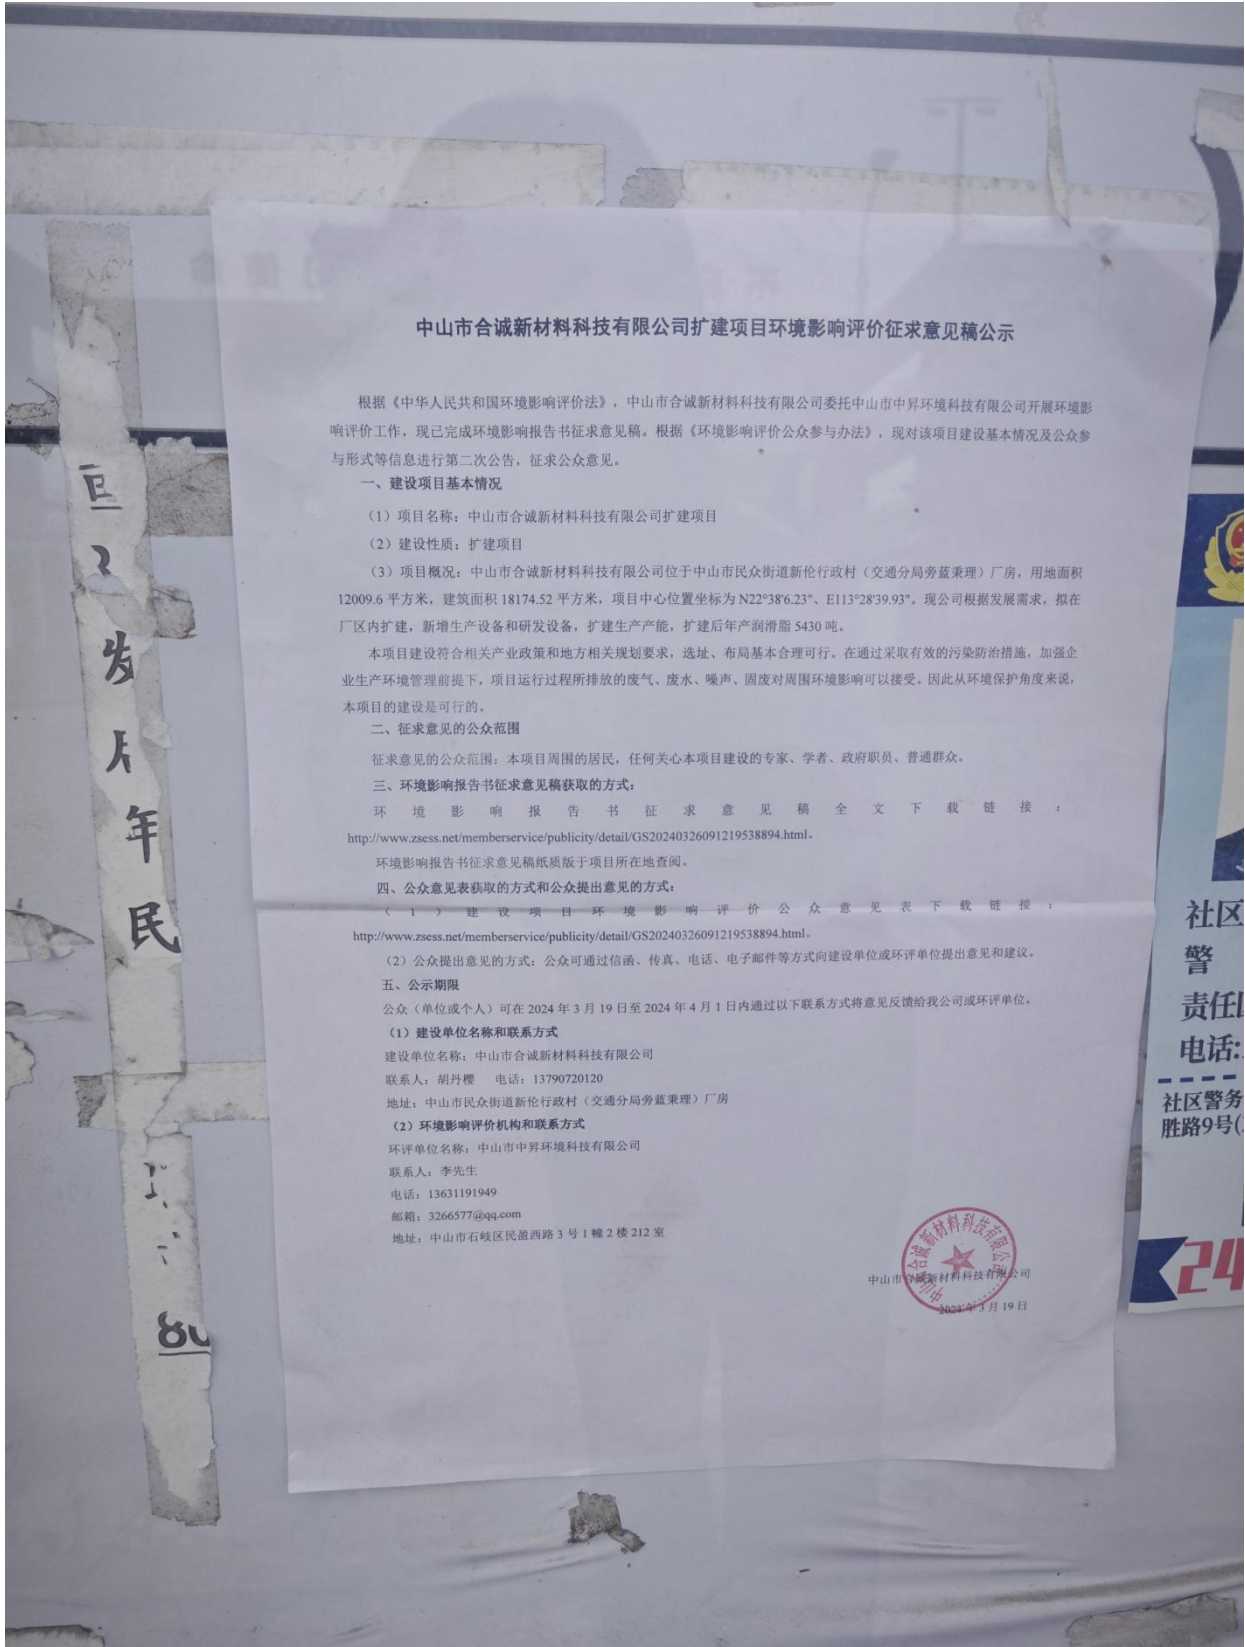 中山市合诚新材料科技有限公司扩建项目环境影响评价征求意见稿公示
根据《中华人民共和国环境影响评价法》，中山市合诚新材料科技有限公司委托中山市中昇环境科技有限公司开展环境影
响评价工作，现已完成环境影响报告书征求意见稿。根据《环境影响评价公众参与办法》，现对该项目建设基本情况及公众参
与形式等信息进行第二次公告，征求公众意见。
一、建设项目基本情况
（1）项目名称：中山市合诚新材料科技有限公司扩建项目
（2）建设性质：扩建项目
（3）项目概况：中山市合诚新材料科技有限公司位于中山市民众街道新伦行政村（交通分局旁蓝秉理）厂房，用地面积
12009.6 平方米，建筑面积 18174.52 平方米，项目中心位置坐标为 N22°38'6.23"、E113°28'39.93"。现公司根据发展需求，拟在
厂区内扩建，新增生产设备和研发设备，扩建生产产能，扩建后年产润滑脂 5430 吨。
本项目建设符合相关产业政策和地方相关规划要求，选址、布局基本合理可行。在通过采取有效的污染防治措施，加强企
业生产环境管理前提下，项目运行过程所排放的废气、废水、噪声、固废对周围环境影响可以接受。因此从环境保护角度来说，
本项目的建设是可行的。
二、征求意见的公众范围
征求意见的公众范围：本项目周围的居民，任何关心本项目建设的专家、学者、政府职员、普通群众。
三、环境影响报告书征求意见稿获取的方式：
环境影响报告书征求意见稿全文下载链接：
http://www.zsess.net/memberservice/publicity/detail/GS20240326091219538894.html。
环境影响报告书征求意见稿纸质版于项目所在地查阅。
四、公众意见表获取的方式和公众提出意见的方式：
（1）建设项目环境影响评价公众意见表下载链接：
http://www.zsess.net/memberservice/publicity/detail/GS20240326091219538894.html。
（2）公众提出意见的方式：公众可通过信函、传真、电话、电子邮件等方式向建设单位或环评单位提出意见和建议。
五、公示期限
公众（单位或个人）可在 2024 年 3 月 19 日至 2024 年 4 月 1 日内通过以下联系方式将意见反馈给我公司或环评单位。
（1）建设单位名称和联系方式
建设单位名称：中山市合诚新材料科技有限公司
联系人：胡丹樱 电话：13790720120
地址：中山市民众街道新伦行政村（交通分局旁蓝秉理）厂房
（2）环境影响评价机构和联系方式
环评单位名称：中山市中昇环境科技有限公司
联系人：李先生
电话：13631191949
邮箱：3266577@qq.com
地址：中山市石岐区民盈西路 3 号 1 幢 2 楼 212 室
中山市合诚新材料科技有限公司
2024 年 3 月 19 日
中山市合诚新材料科技有限公司
发
年
民
社区
警
责任
电话:
社区警务
胜路9号(
24